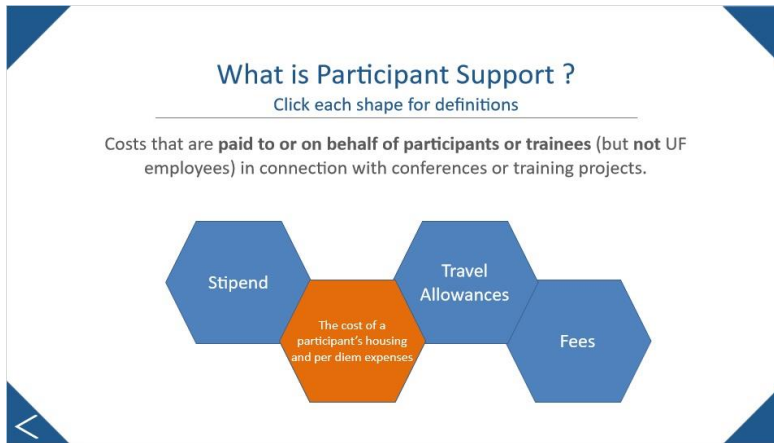 What is Participant Support ?
Click each shape for definitions
Costs that are paid to or on behalf of participants or trainees (but not UF
employees) in connection with conferences or training projects.
Stipend
The cost of a
participant's housing
and per diem expenses
Travel
Allowances
Fees